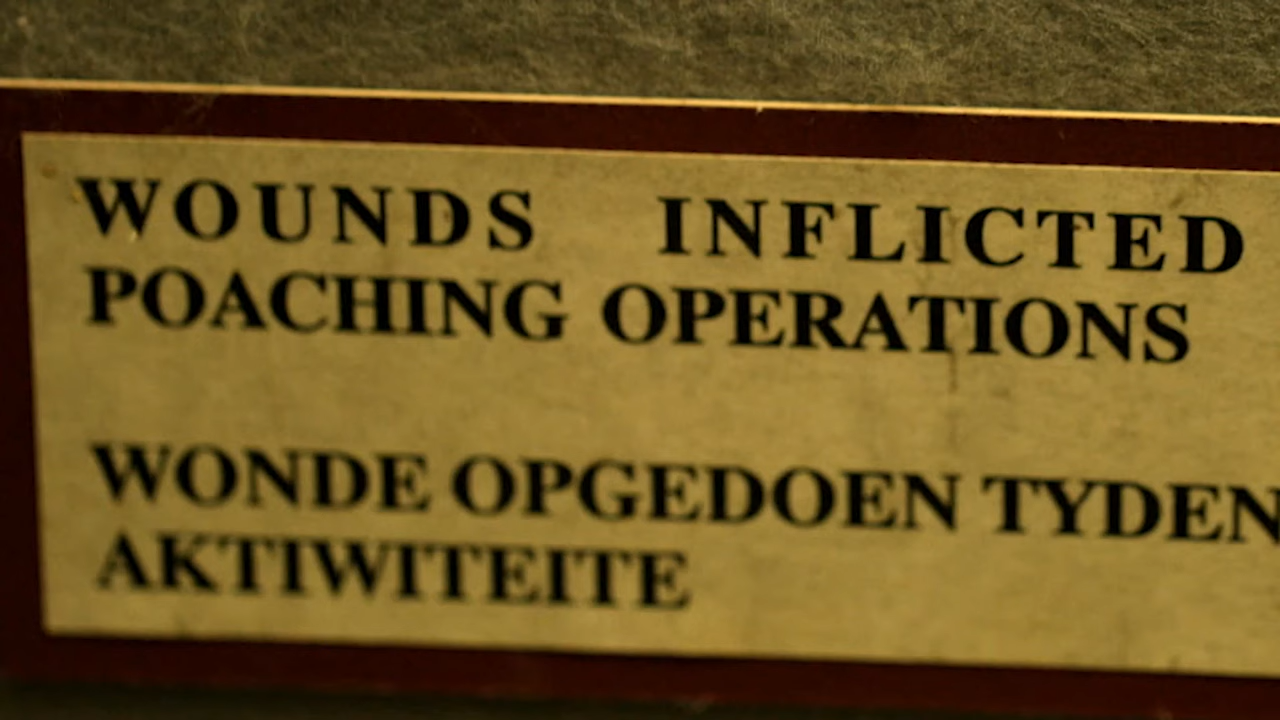 WOUNDS INFLICTED
POACHING OPERATIONS
WONDE OPGEDOEN TYDEN
AKTIWITEITE